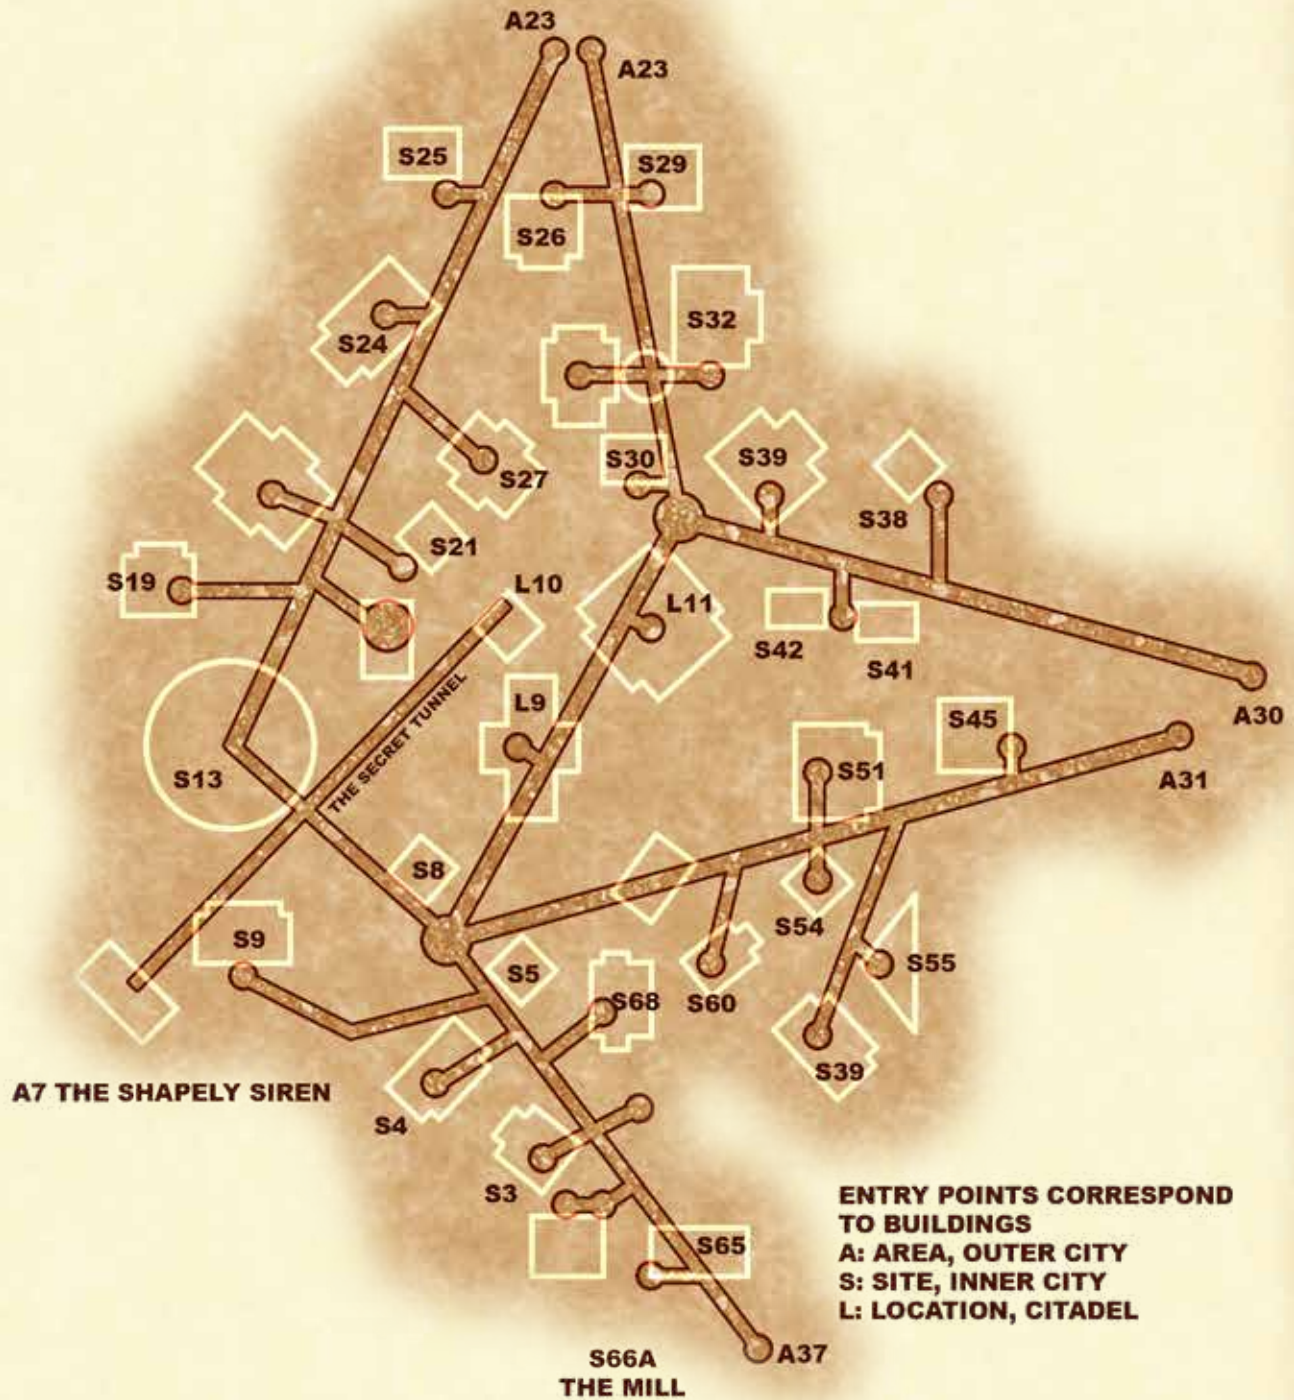 A23
A23
S25
S29
S26
S32
S24
S30
S39
S27
S38
S21
S19
L10
L11
S42
S41
L9
THE SECRET TUNNEL
S45
A30
S13
S51
A31
S8
S9
S54
S5
S55
S68
S60
S39
A7 THE SHAPELY SIREN
S4
S3
ENTRY POINTS CORRESPOND
TO BUILDINGS
A: AREA, OUTER CITY
S: SITE, INNER CITY
L: LOCATION, CITADEL
S65
A37
S66A
THE MILL